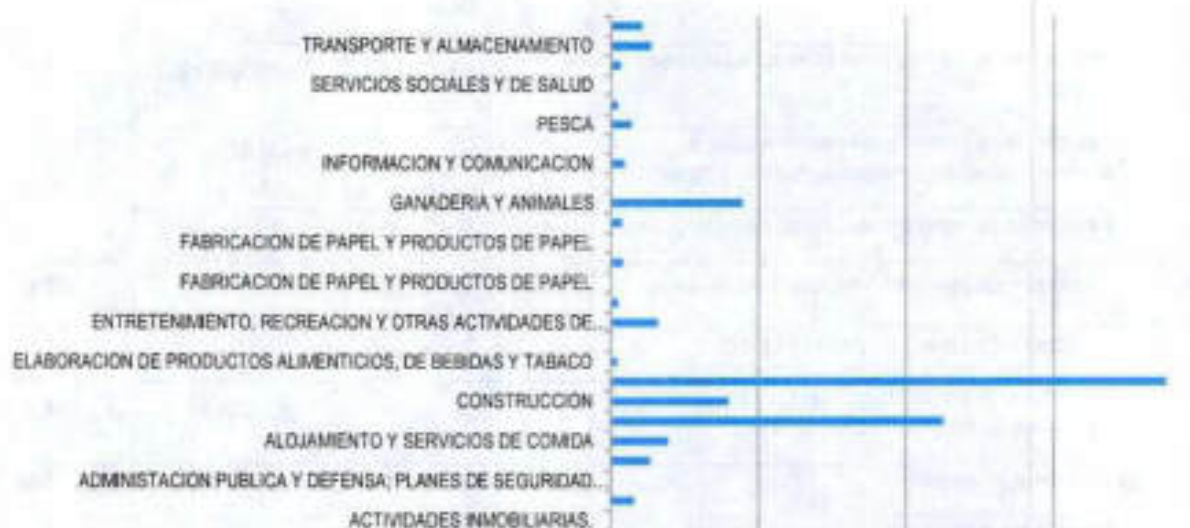 TRANSPORTE Y ALMACENAMIENTO
SERVICIOS SOCIALES Y DE SALUD
PESCA
INFORMACION Y COMUNICACION
GANADERIA Y ANIMALES
FABRICACION DE PAPEL Y PRODUCTOS DE PAPEL
FABRICACION DE PAPEL Y PRODUCTOS DE PAPEL
ENTRETENIMIENTO, RECREACION Y OTRAS ACTIVIDADES DE...
ELABORACION DE PRODUCTOS ALIMENTICIOS, DE BEBIDAS Y TABACO
CONSTRUCCION
ALOJAMIENTO Y SERVICIOS DE COMIDA
ADMINISTACION PUBLICA Y DEFENSA; PLANES DE SEGURIDAD...
ACTIVIDADES INMOBILIARIAS.